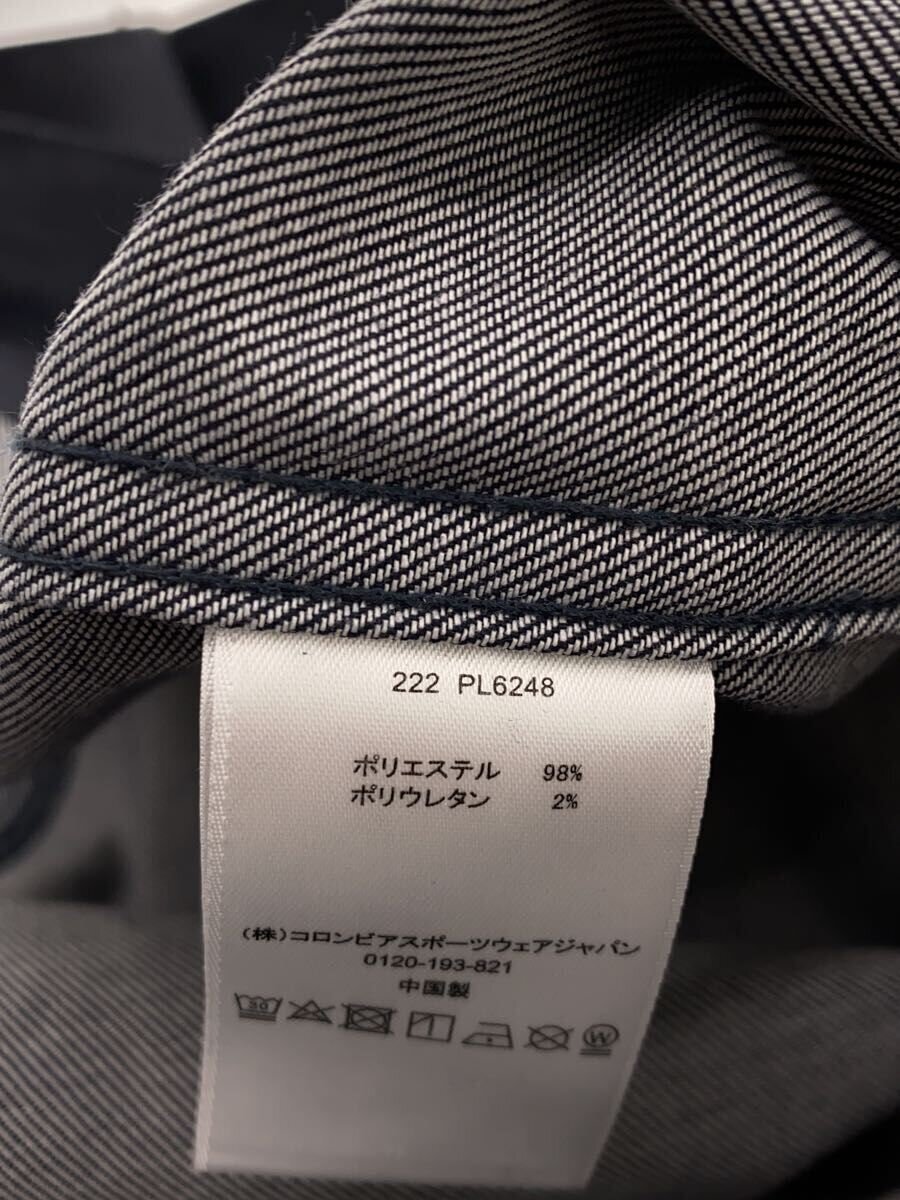 222 PL6248
ポリエステル 98%
ポリウレタン 2%
(株)コロンビアスポーツウェアジャパン
0120-193-821
中国製
30 W